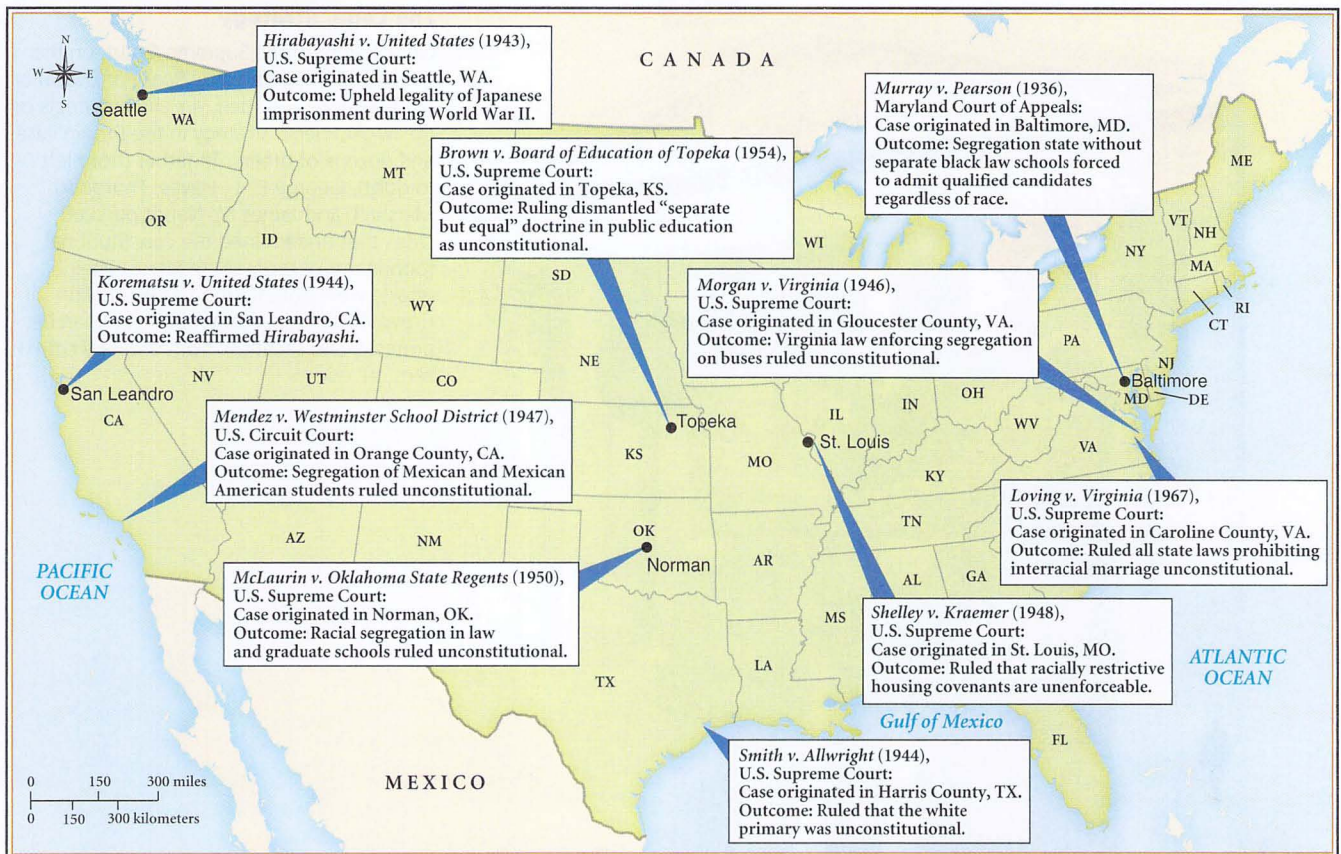 N
W
E
S
CANADA
Hirabayashi v. United States (1943),
U.S. Supreme Court:
Case originated in Seattle, WA.
Outcome: Upheld legality of Japanese
imprisonment during World War II.
Seattle
WA
Murray v. Pearson (1936),
Maryland Court of Appeals:
Case originated in Baltimore, MD.
Outcome: Segregation state without
separate black law schools forced
to admit qualified candidates
regardless of race.
Brown v. Board of Education of Topeka (1954),
U.S. Supreme Court:
Case originated in Topeka, KS.
Outcome: Ruling dismantled “separate
but equal” doctrine in public education
as unconstitutional.
MT
ME
OR
ID
WI
VT
NH
NY
MA
SD
WY
RI
CT
Korematsu v. United States (1944),
U.S. Supreme Court:
Case originated in San Leandro, CA.
Outcome: Reaffirmed Hirabayashi.
Morgan v. Virginia (1946),
U.S. Supreme Court:
Case originated in Gloucester County, VA.
Outcome: Virginia law enforcing segregation
on buses ruled unconstitutional.
PA
NE
NJ
San Leandro
NV
UT
CO
Baltimore
MD
DE
CA
IL
IN
OH
WV
Mendez v. Westminster School District (1947),
U.S. Circuit Court:
Case originated in Orange County, CA.
Outcome: Segregation of Mexican and Mexican
American students ruled unconstitutional.
Topeka
St. Louis
KS
MO
VA
KY
Loving v. Virginia (1967),
U.S. Supreme Court:
Case originated in Caroline County, VA.
Outcome: Ruled all state laws prohibiting
interracial marriage unconstitutional.
TN
AZ
NM
OK
Norman
AR
AL
GA
PACIFIC
OCEAN
McLaurin v. Oklahoma State Regents (1950),
U.S. Supreme Court:
Case originated in Norman, OK.
Outcome: Racial segregation in law
and graduate schools ruled unconstitutional.
MS
Shelley v. Kraemer (1948),
U.S. Supreme Court:
Case originated in St. Louis, MO.
Outcome: Ruled that racially restrictive
housing covenants are unenforceable.
ATLANTIC
OCEAN
LA
TX
Gulf of Mexico
FL
Smith v. Allwright (1944),
U.S. Supreme Court:
Case originated in Harris County, TX.
Outcome: Ruled that the white
primary was unconstitutional.
MEXICO
0 150 300 miles
0 150 300 kilometers